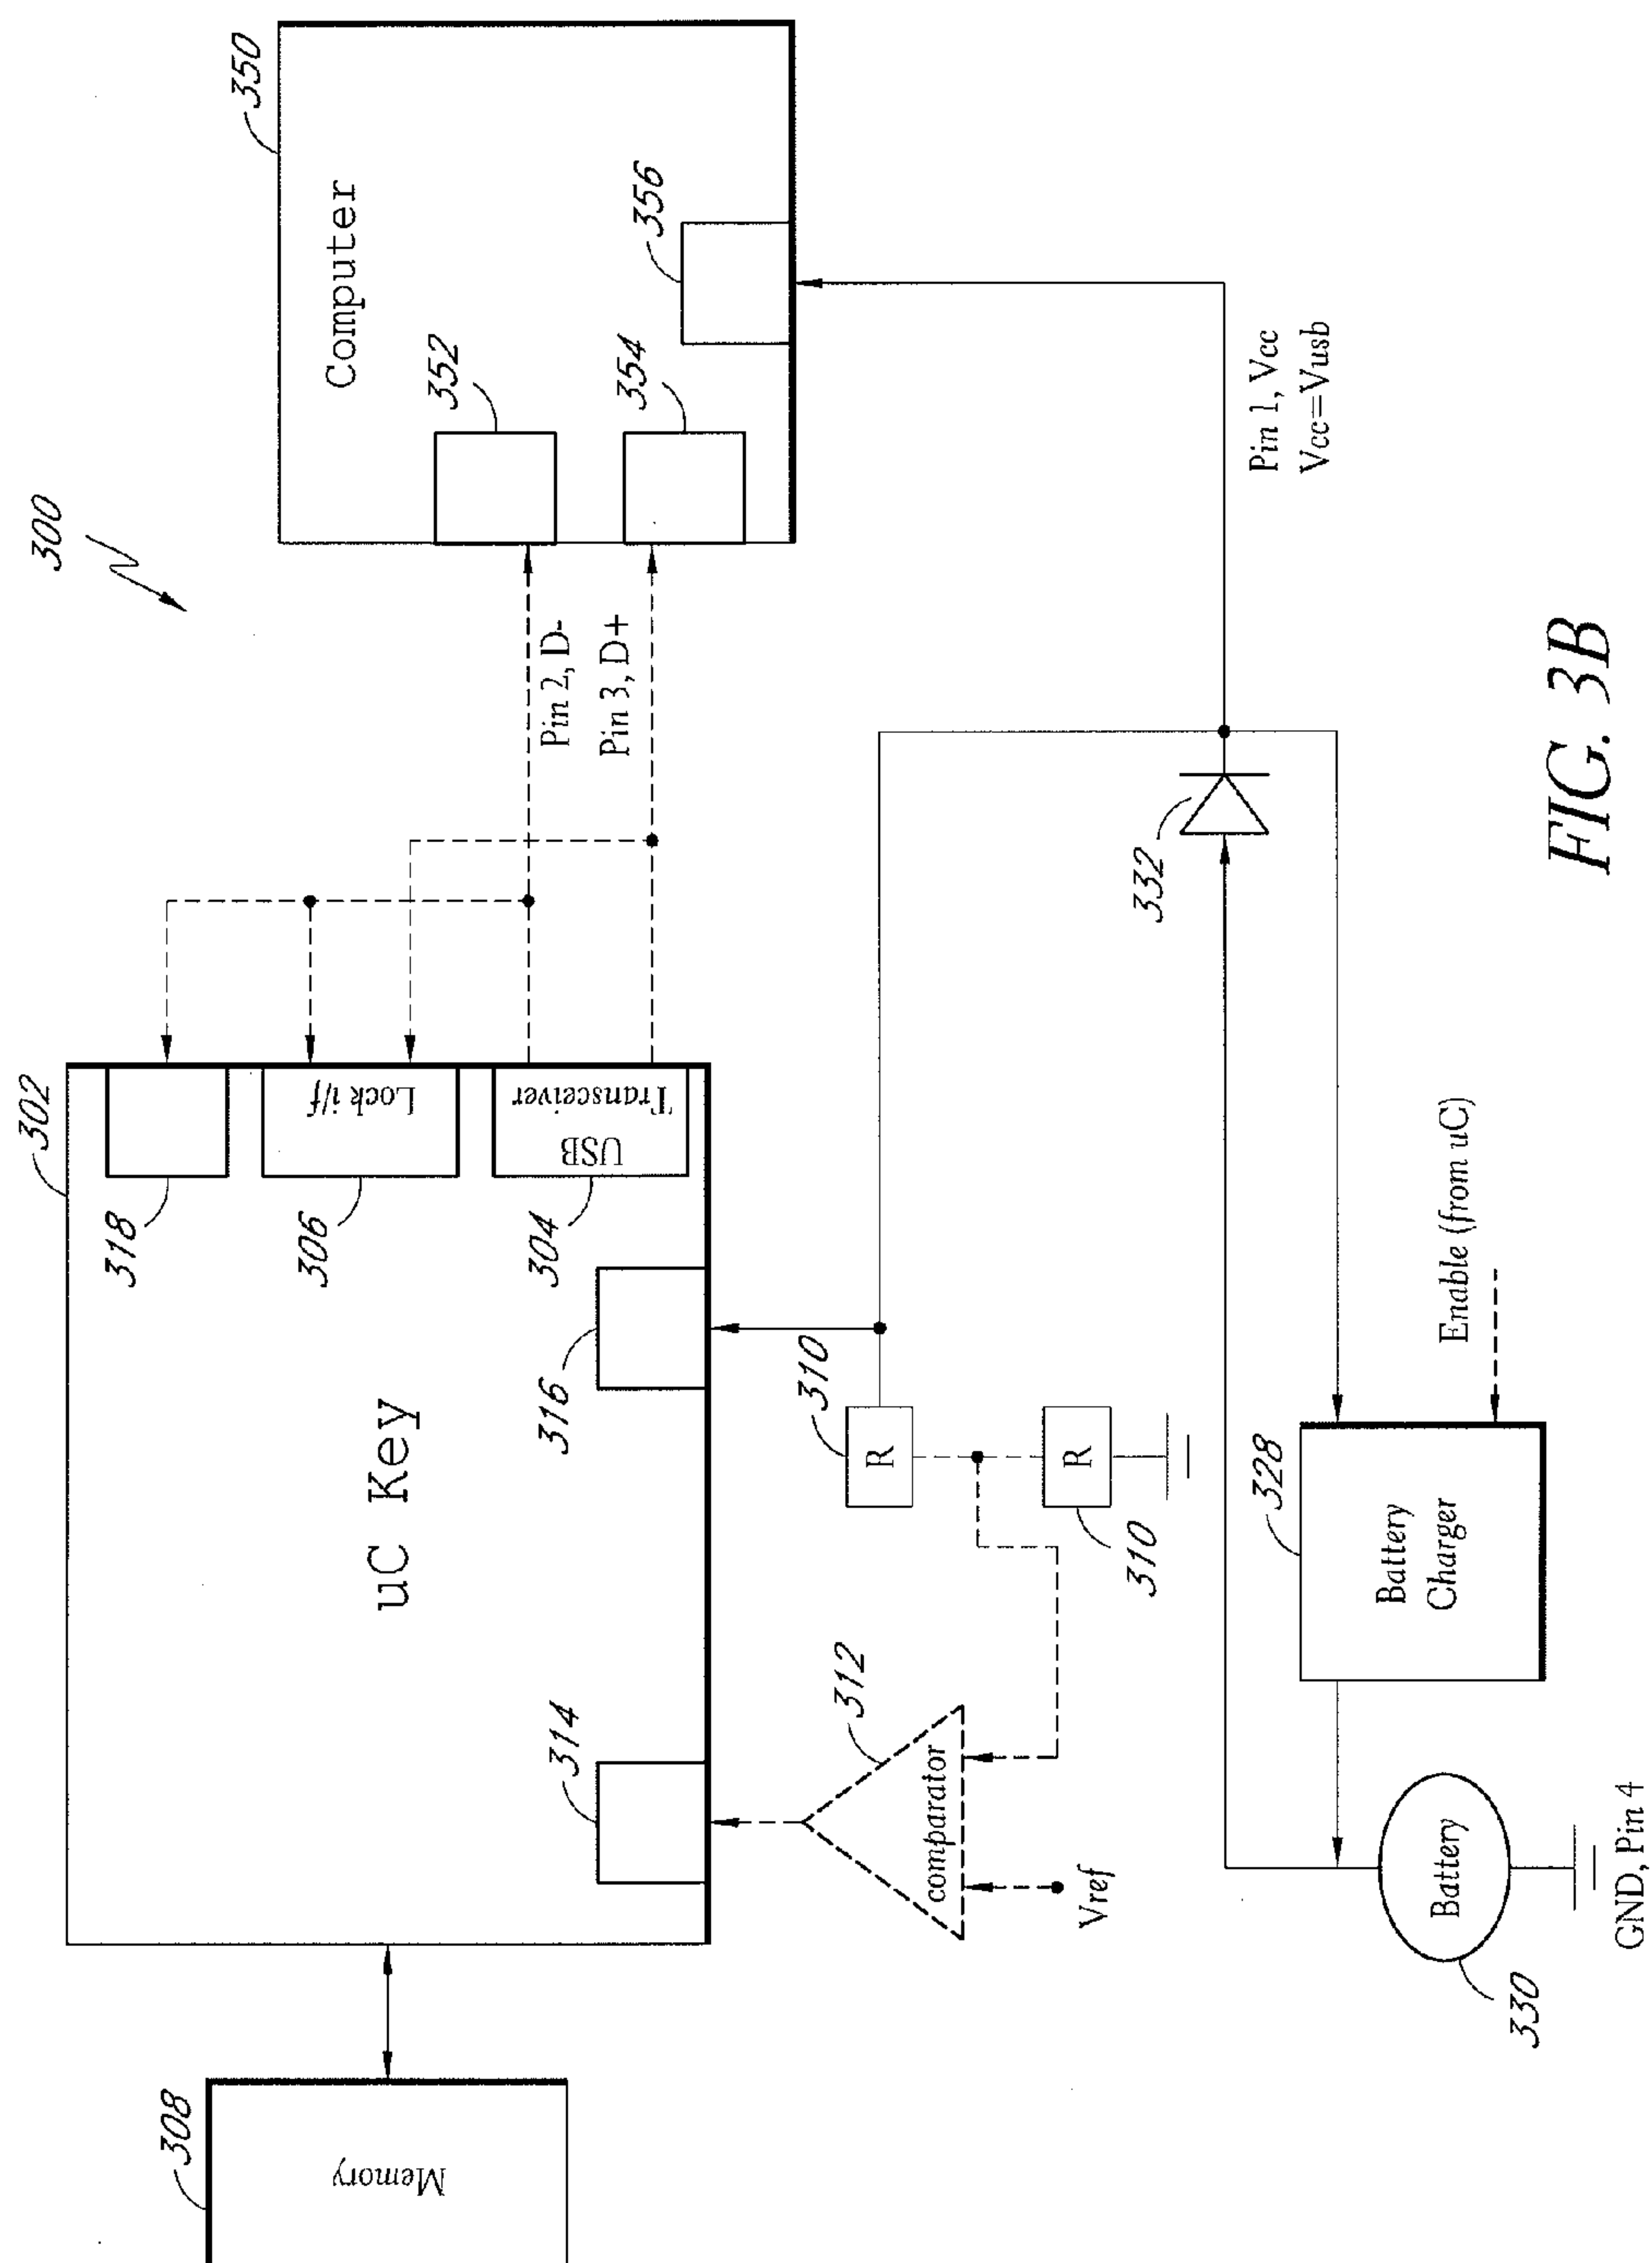 300
302
350
308
Memory
uC Key
Computer
318
306
Lock i/f
304
USB
Transceiver
314
316
352
354
356
Pin 2, D-
Pin 3, D+
312
comparator
Vref
310
R
R
310
332
Pin 1, Vcc
Vcc=Vusb
328
Battery
Charger
Enable (from uC)
330
Battery
GND, Pin 4
FIG. 3B